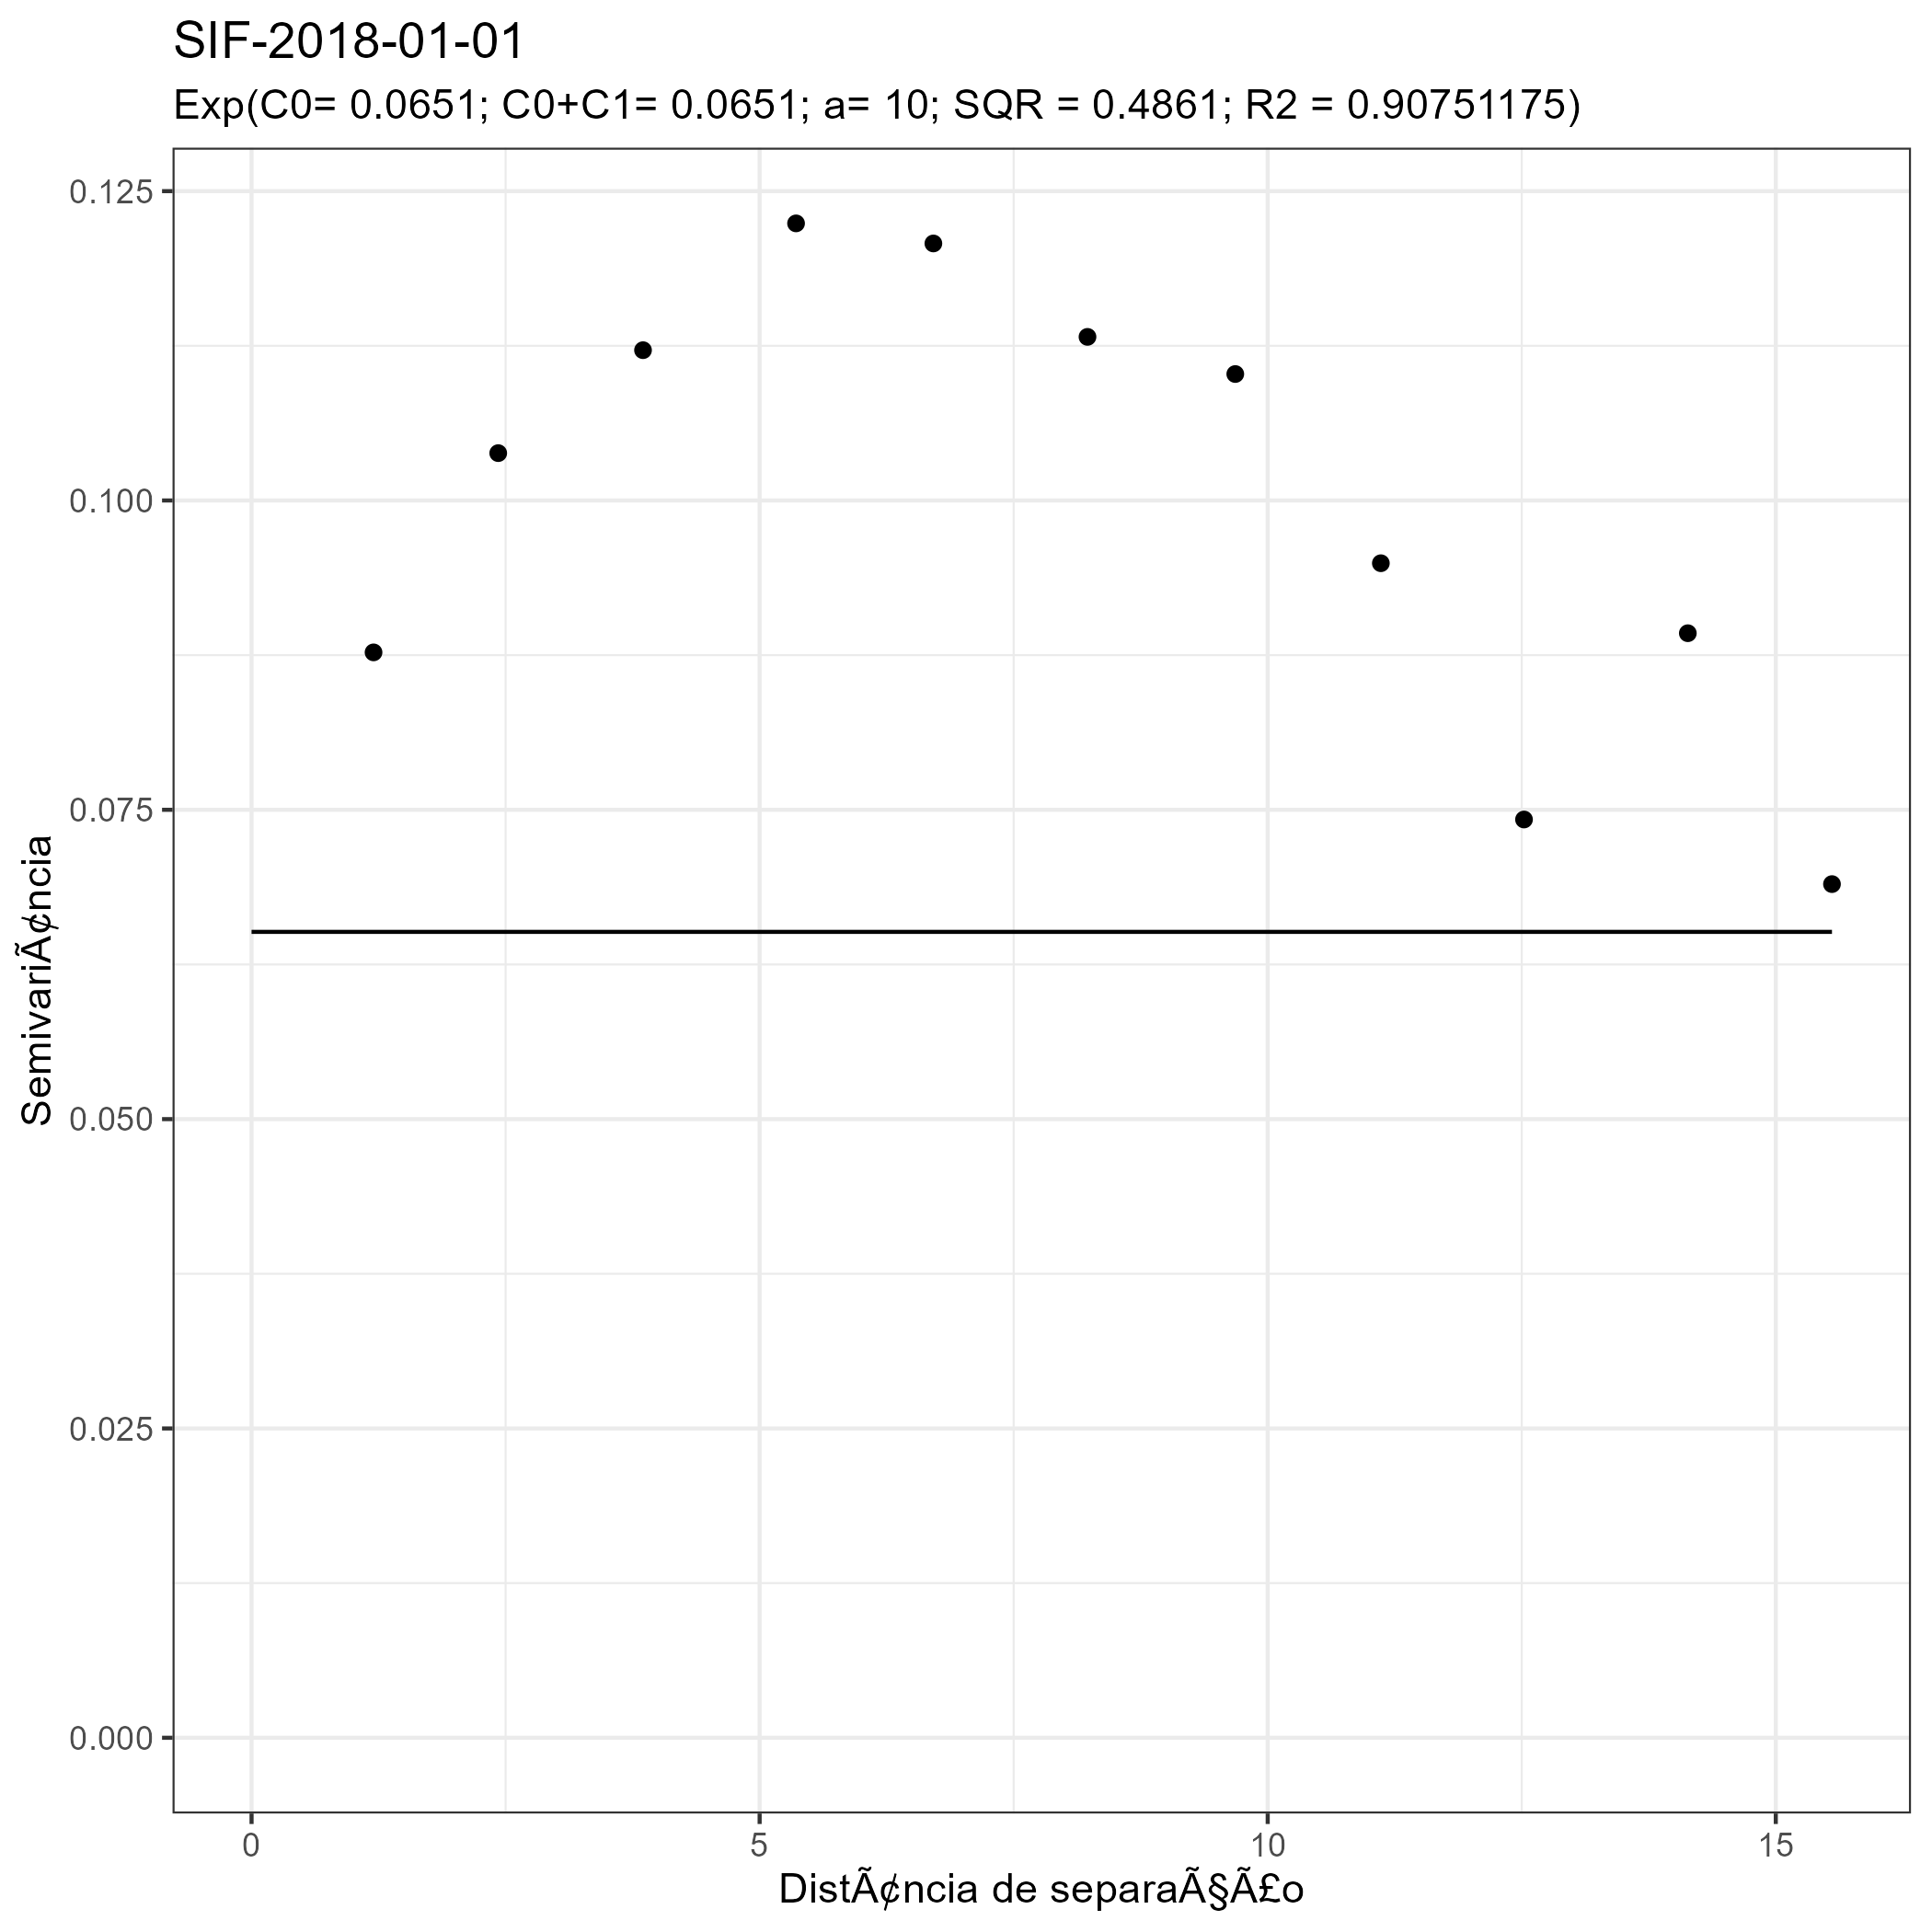 SIF-2018-01-01
Exp(C0= 0.0651; C0+C1= 0.0651; a= 10; SQR = 0.4861; R2 = 0.90751175)
0.125
0.100
0.075
0.050
0.025
0.000
SemivariÃ¢ncia
0 5 10 15
DistÃ¢ncia de separaÃ§Ã£o